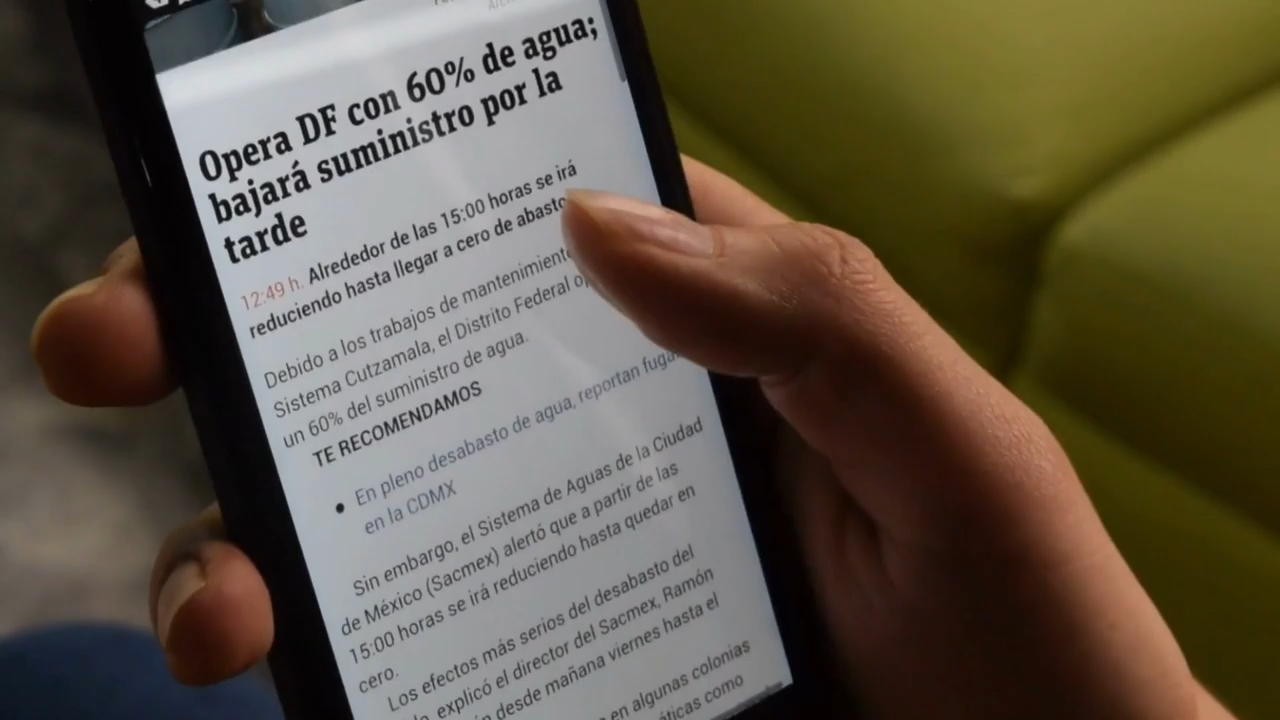 Opera DF con 60% de agua;
bajará suministro por la
tarde
12:49 h. Alrededor de las 15:00 horas se irá
reduciendo hasta llegar a cero de abasto
Debido a los trabajos de mantenimiento
Sistema Cutzamala, el Distrito Federal
un 60% del suministro de agua.
TE RECOMENDAMOS
• En pleno desabasto de agua, reportan
en la CDMX
Sin embargo, el Sistema de Aguas de la Ciudad
de México (Sacmex) alertó que a partir de las
15:00 horas se irá reduciendo hasta quedar en
cero.
Los efectos más serios del desabasto del
explicó el director del Sacmex, Ramón
desde mañana viernes hasta el
en algunas colonias
como